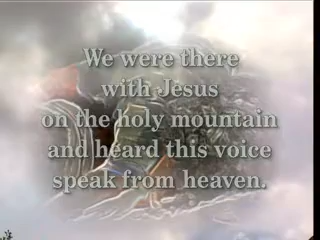 We were there
with Jesus
on the holy mountain
and heard this voice
speak from heaven.